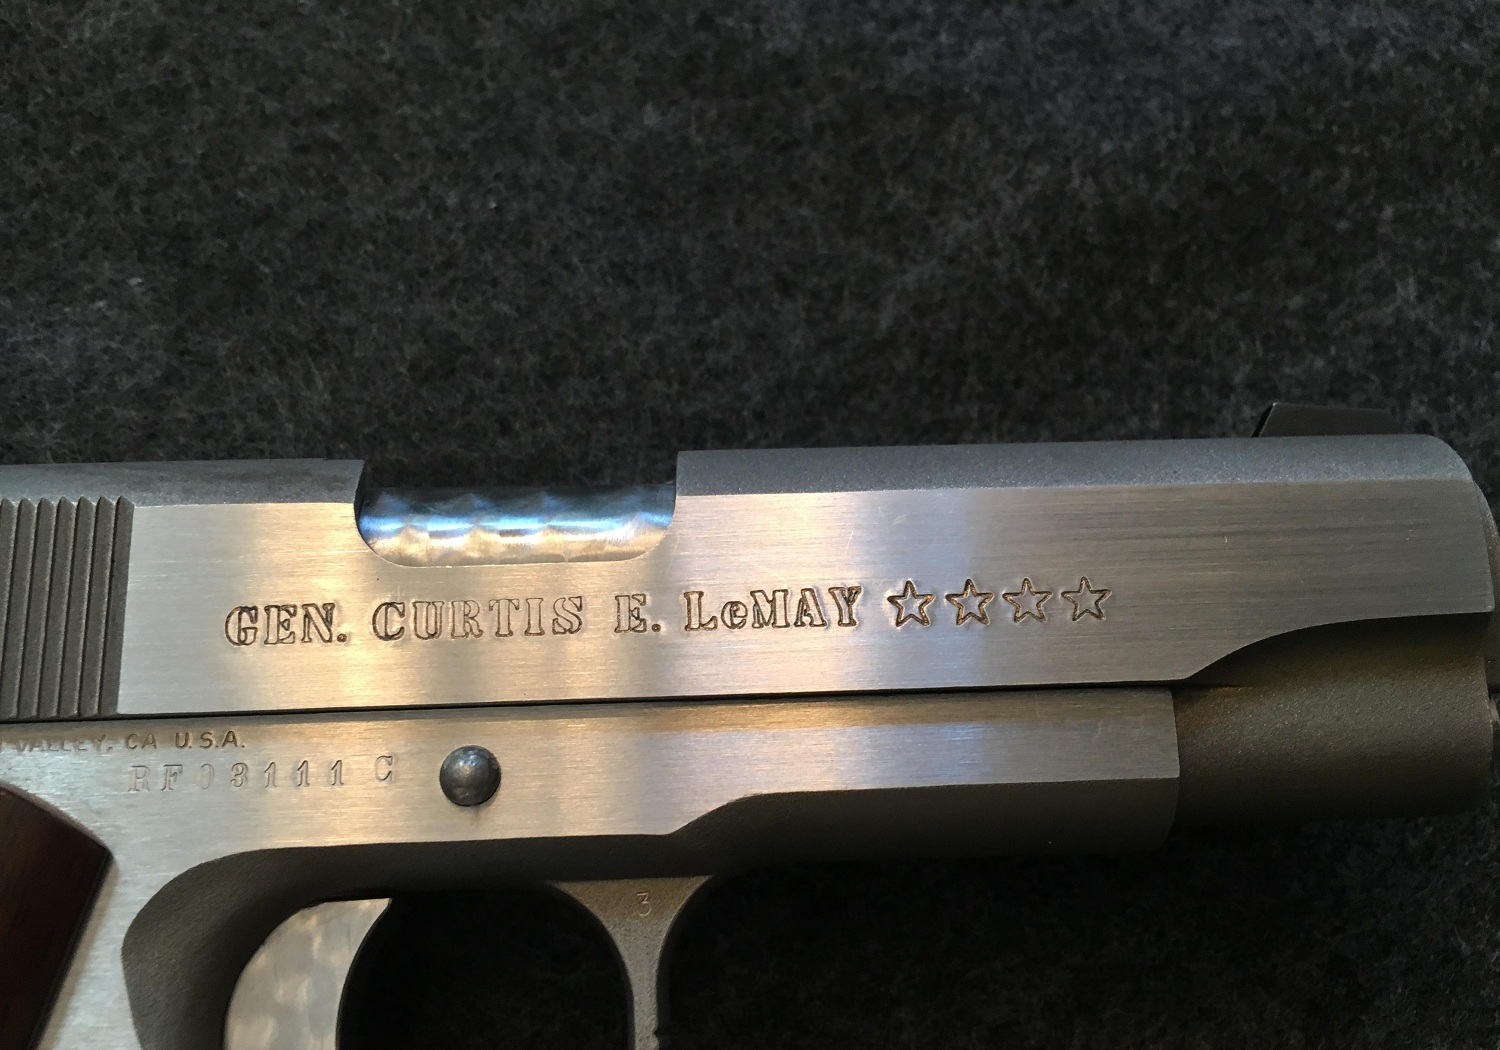 GEN. CURTIS E. LeMAY ☆☆☆☆
VALLEY, CA U.S.A.
RF03111 C
3